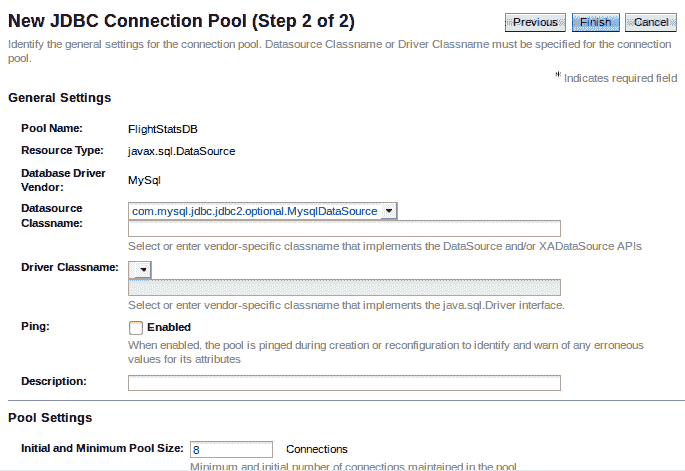 New JDBC Connection Pool (Step 2 of 2)
Previous Finish Cancel
Identify the general settings for the connection pool. Datasource Classname or Driver Classname must be specified for the connection
pool.
* Indicates required field
General Settings
Pool Name: FlightStatsDB
Resource Type: javax.sql.DataSource
Database Driver
Vendor: MySql
Datasource
Classname: com.mysql.jdbc.jdbc2.optional.MysqlDataSource
Select or enter vendor-specific classname that implements the DataSource and/or XADataSource APIs
Driver Classname:
Select or enter vendor-specific classname that implements the java.sql.Driver interface.
Ping: Enabled
When enabled, the pool is pinged during creation or reconfiguration to identify and warn of any erroneous
values for its attributes
Description:
Pool Settings
Initial and Minimum Pool Size: 8 Connections
Minimum and initial number of connections maintained in the pool